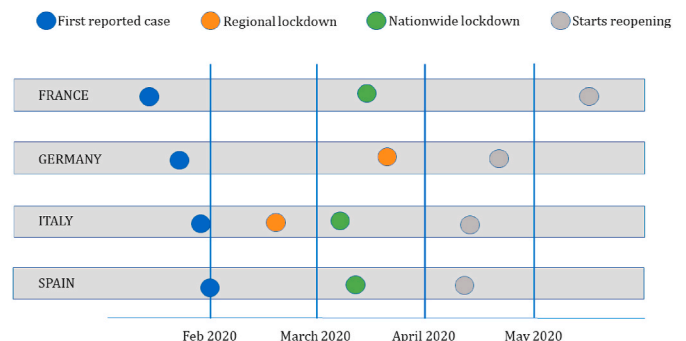 First reported case Regional lockdown Nationwide lockdown Starts reopening
FRANCE
GERMANY
ITALY
SPAIN
Feb 2020 March 2020 April 2020 May 2020